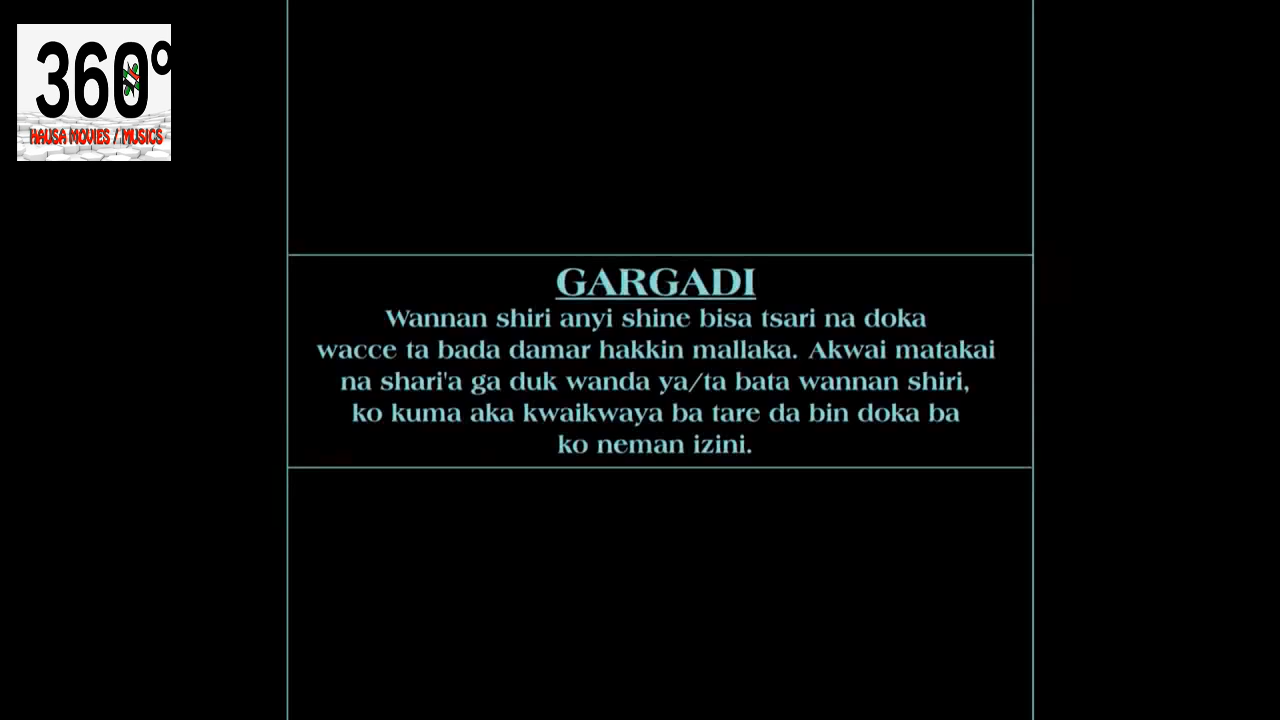 360°
HAUSA MOVIES / MUSICS
GARGADI
Wannan shiri anyi shine bisa tsari na doka
wacce ta bada damar hakkin mallaka. Akwai matakai
na shari'a ga duk wanda ya/ta bata wannan shiri,
ko kuma aka kwaikwaya ba tare da bin doka ba
ko neman izini.